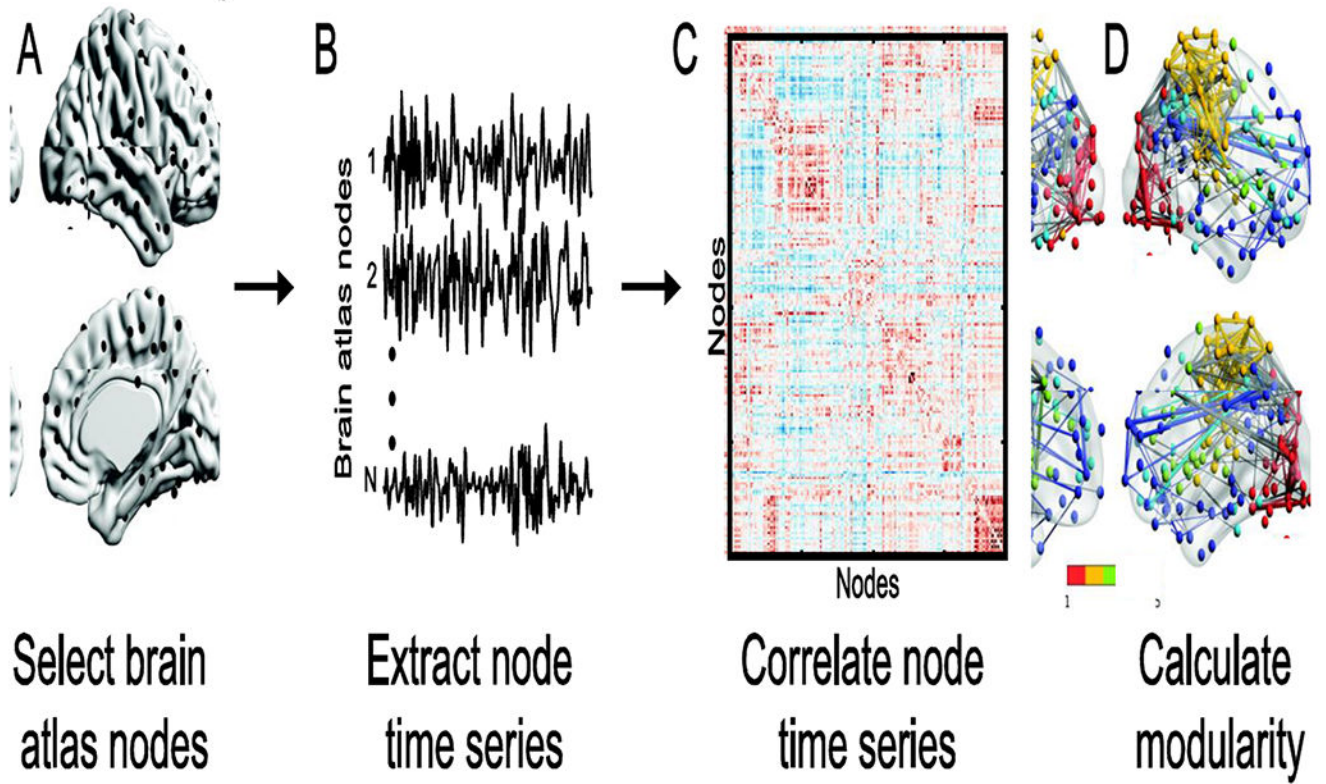 A
B
C
D
Brain atlas nodes
1
2
N
Nodes
Nodes
1
Select brain
atlas nodes
Extract node
time series
Correlate node
time series
Calculate
modularity